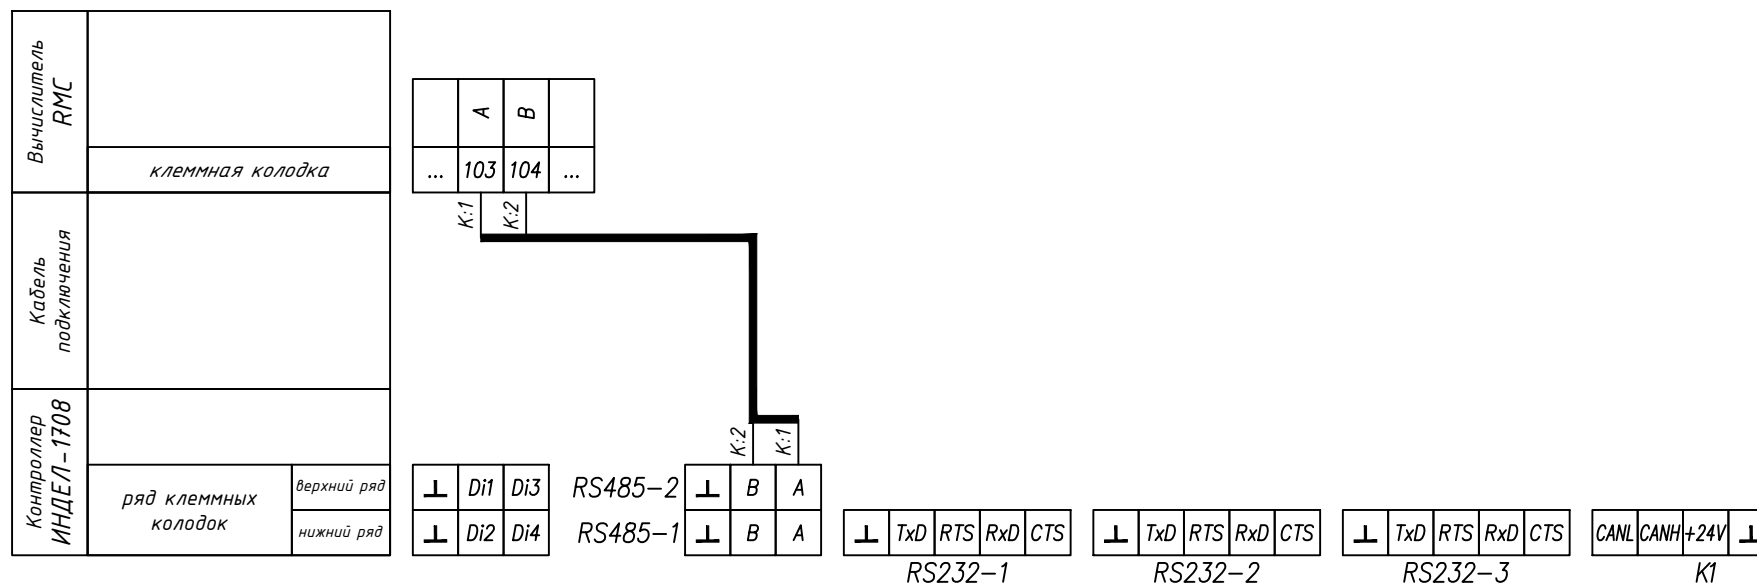 Вычислитель
RMC
клеммная колодка
A B
... 103 104 ...
K:1 K:2
Кабель
подключения
K:2 K:1
Контроллер
ИНДЕЛ-1708
ряд клеммных
колодок
верхний ряд
нижний ряд
⊥ Di1 Di3 RS485-2 ⊥ B A
⊥ Di2 Di4 RS485-1 ⊥ B A
⊥ TxD RTS RxD CTS ⊥ TxD RTS RxD CTS ⊥ TxD RTS RxD CTS CANL CANH +24V ⊥
RS232-1 RS232-2 RS232-3 K1